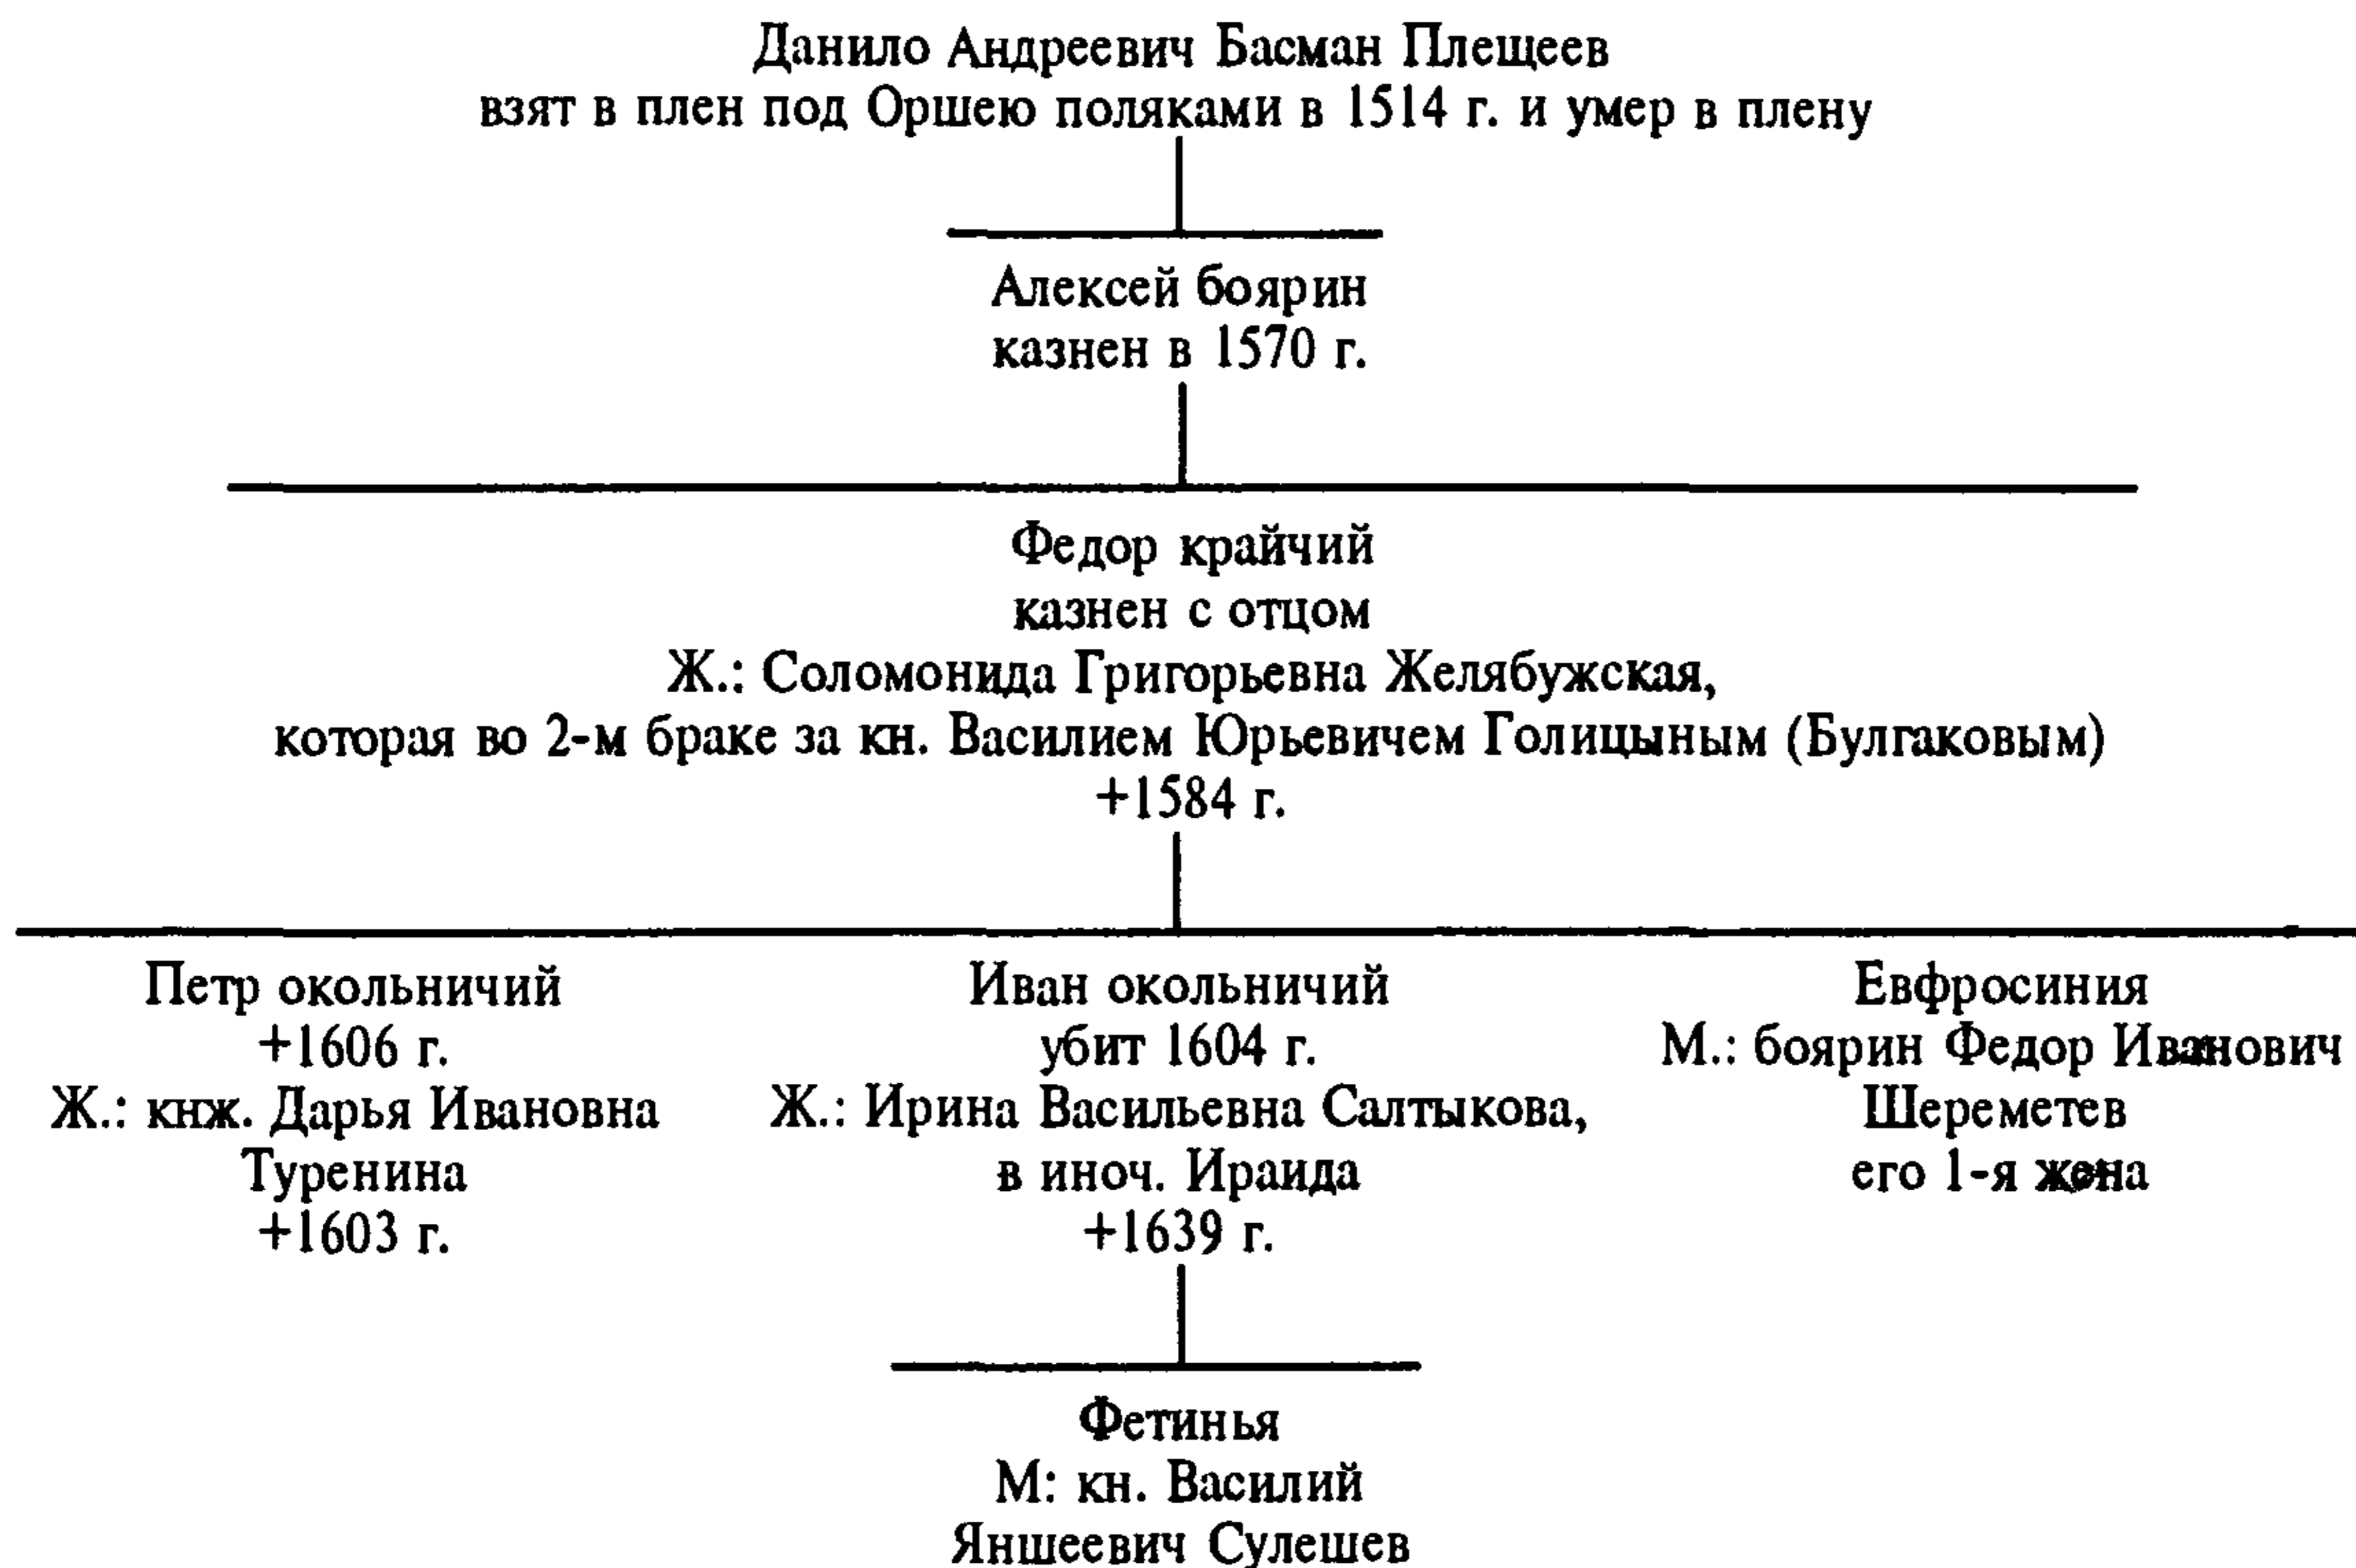 Данило Андреевич Басман Плещеев
взят в плен под Оршею поляками в 1514 г. и умер в плену
Алексей боярин
казнен в 1570 г.
Федор крайчий
казнен с отцом
Ж.: Соломонида Григорьевна Желябужская,
которая во 2-м браке за кн. Василием Юрьевичем Голицыным (Булгаковым)
+1584 г.
Петр окольничий
+1606 г.
Ж.: кнж. Дарья Ивановна
Туренина
+1603 г.
Иван окольничий
убит 1604 г.
Ж.: Ирина Васильевна Салтыкова,
в иноч. Ираида
+1639 г.
Евфросиния
М.: боярин Федор Иванович
Шереметев
его 1-я жена
Фетинья
М: кн. Василий
Яншеевич Сулешев